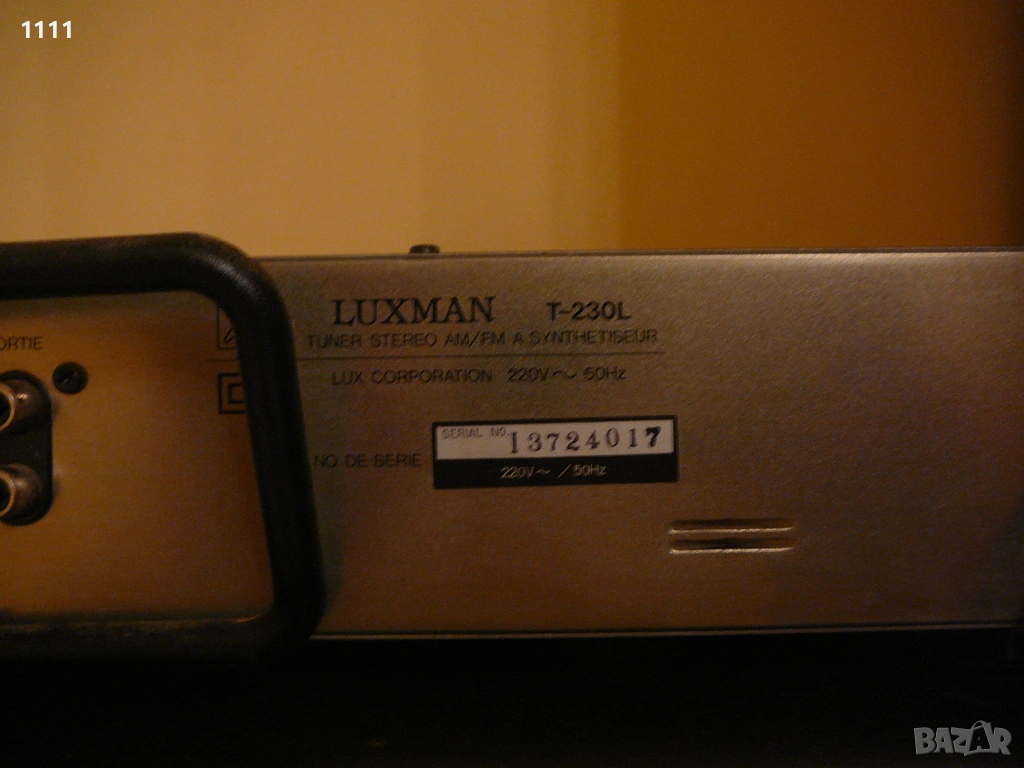 1111
LUXMAN T-230L
TUNER STEREO AM/FM A SYNTHETISEUR
ORTIE
LUX CORPORATION 220V~ 50Hz
SERIAL NO. 13724017
NO DE SERIE
220V~ /50Hz
BAZAR